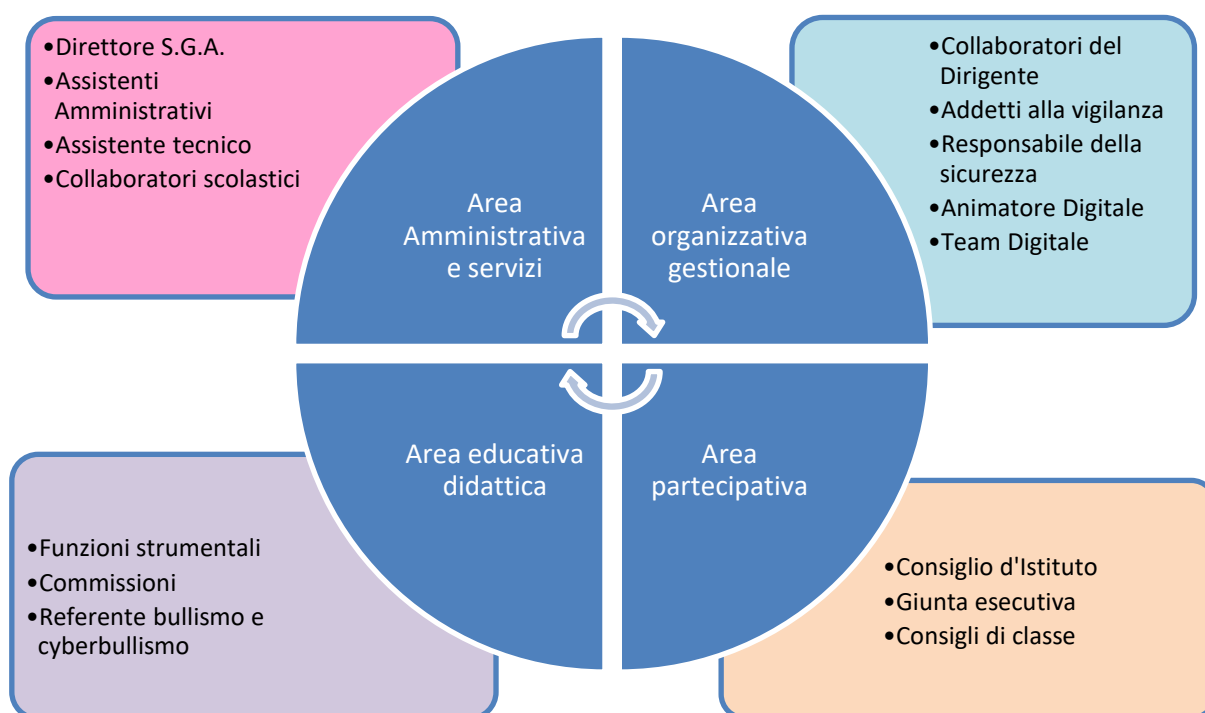 •Direttore S.G.A.
•Assistenti
Amministrativi
•Assistente tecnico
•Collaboratori scolastici
Area
Amministrativa
e servizi
Area
organizzativa
gestionale
•Collaboratori del
Dirigente
•Addetti alla vigilanza
•Responsabile della
sicurezza
•Animatore Digitale
•Team Digitale
•Funzioni strumentali
•Commissioni
•Referente bullismo e
cyberbullismo
Area educativa
didattica
Area
partecipativa
•Consiglio d'Istituto
•Giunta esecutiva
•Consigli di classe